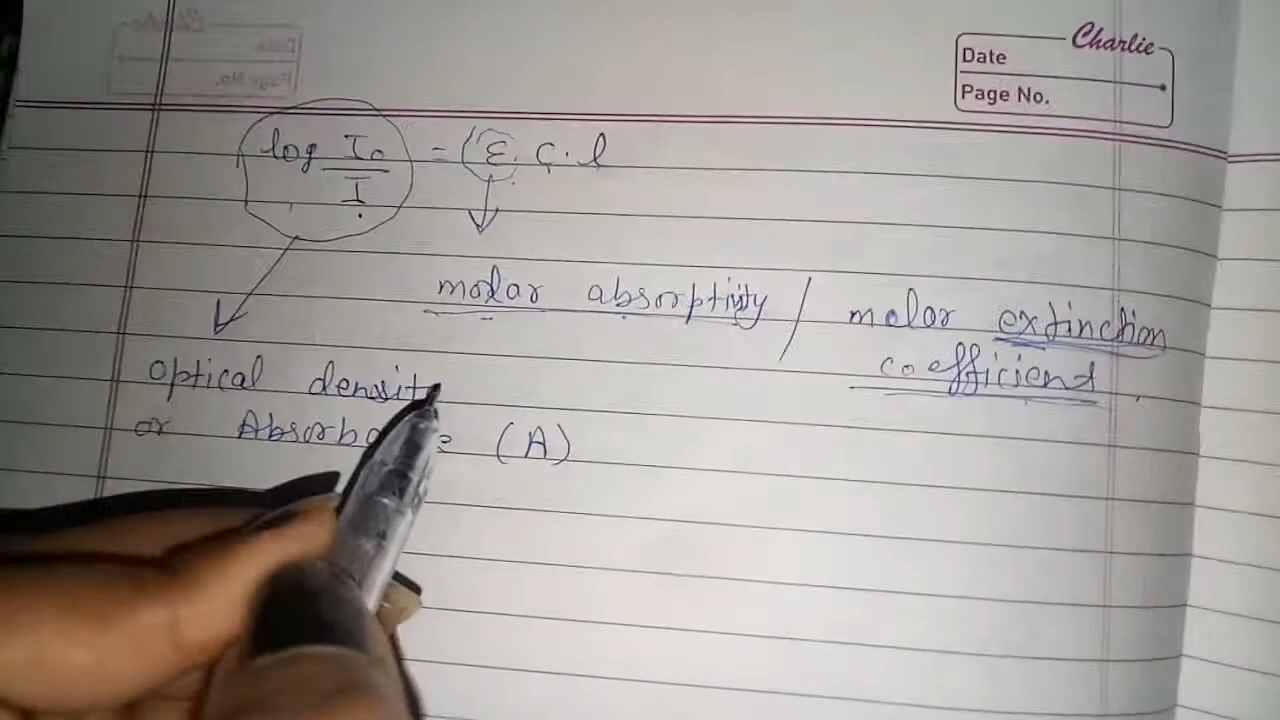 Charlie
Date
Page No.
log I₀/I = (ε. c. l
molar absorptivity / molar extinction
coefficient
Optical density
or Absorbance (A)